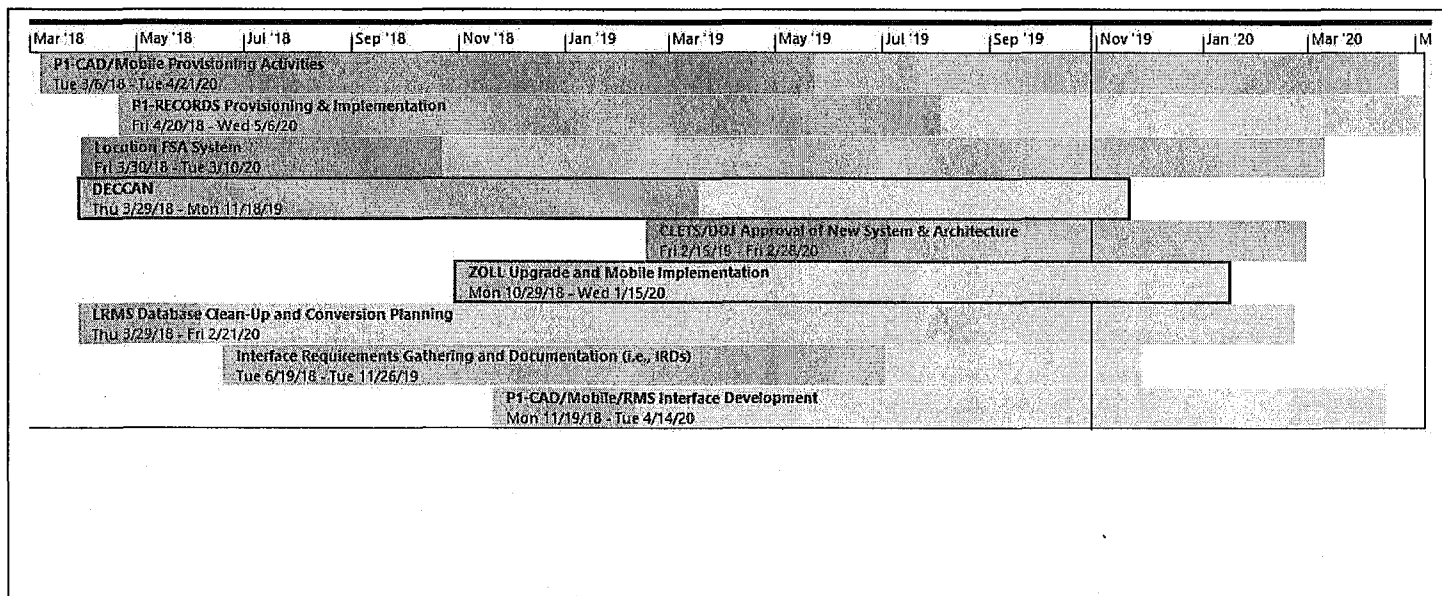 Mar '18 May '18 Jul '18 Sep '18 Nov '18 Jan '19 Mar '19 May '19 Jul '19 Sep '19 Nov '19 Jan '20 Mar '20 M
P1-CAD/Mobile Provisioning Activities
Tue 3/6/18 - Tue 4/21/20
P1-RECORDS Provisioning & Implementation
Fri 4/20/18 - Wed 5/6/20
Locution FSA System
Fri 3/30/18 - Tue 3/10/20
DECCAN
Thu 3/29/18 - Mon 11/18/19
CLETS/DOJ Approval of New System & Architecture
Fri 2/15/19 - Fri 2/28/20
ZOLL Upgrade and Mobile Implementation
Mon 10/29/18 - Wed 1/15/20
LRMS Database Clean-Up and Conversion Planning
Thu 3/29/18 - Fri 2/21/20
Interface Requirements Gathering and Documentation (i.e., IRDs)
Tue 6/19/18 - Tue 11/26/19
P1-CAD/Mobile/RMS Interface Development
Mon 11/19/18 - Tue 4/14/20